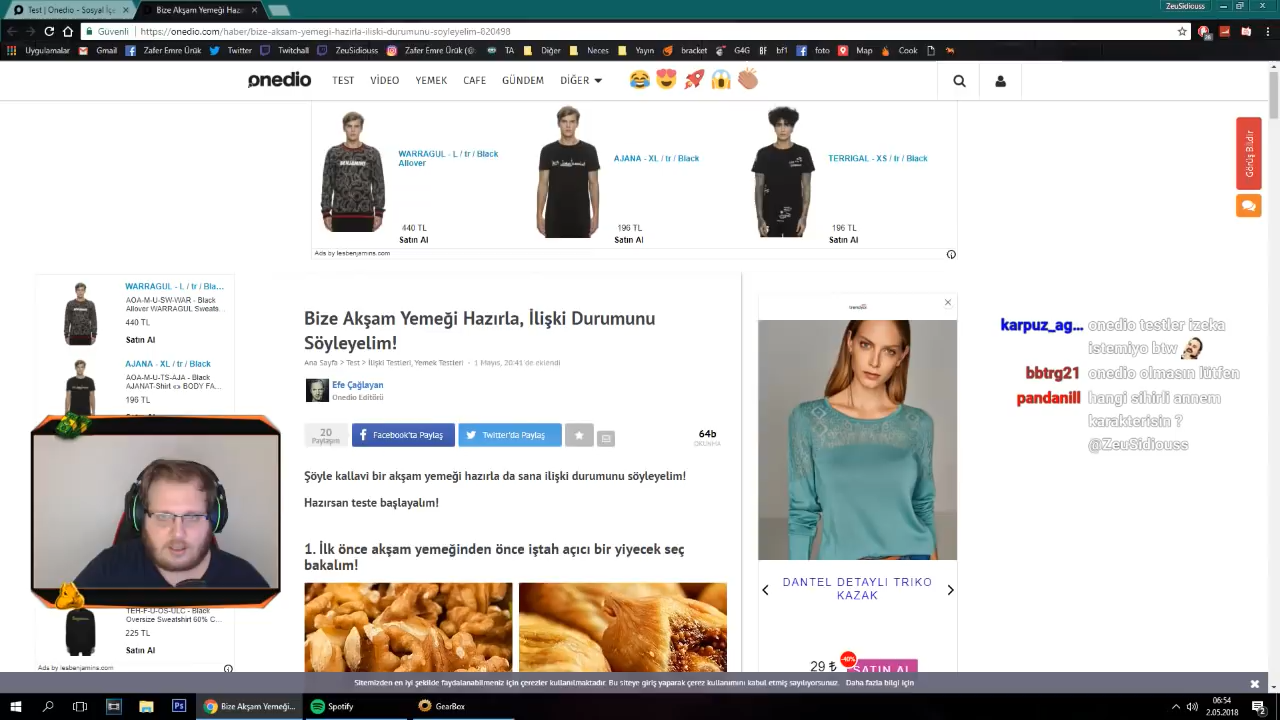 ZeuSidiouss
Gmail
Onedio - Sosyal İçe
Test
Bize Akşam Yemeği Haz
Güvenli
https://onedio.com/haber/bize-aksam-yemegi-hazirla-iliski-durumunu-soyleyelim-820498
Uygulamalar
Gmail
Zafer Emre Ürük
Twitter
Twitchall
ZeuSidiouss
Instagram
TA
Diğer
Neces
Yayın
bracket
G4G
bf1
foto
Map
Cook
onedio
TEST
VİDEO
YEMEK
CAFE
GÜNDEM
DİĞER
WARRAGUL - L / tr / Black
Allover
440 TL
Satın Al
AJANA - XL / tr / Black
196 TL
Satın Al
TERRIGAL - XS / tr / Black
196 TL
Satın Al
Ads by lesbenjamins.com
Görüş Bildir
WARRAGUL - L / tr / Bla...
AOA-M-U-SW-WAR - Black
Allover WARRAGUL Sweats...
440 TL
Satın Al
AJANA - XL / tr / Black
AOA-M-U-TS-AJA - Black
AJANAT-Shirt <> BODY FA...
196 TL
Bize Akşam Yemeği Hazırla, İlişki Durumunu
Söyleyelim!
Ana Sayfa > Test > İlişki Testleri, Yemek Testleri - 1 Mayıs, 20:41'de eklendi
Efe Çağlayan
Onedio Editörü
20
Paylaşım
Facebook'ta Paylaş
Twitter'da Paylaş
64b
OKUNMA
Şöyle kallavi bir akşam yemeği hazırla da sana ilişki durumunu söyleyelim!
Hazırsan teste başlayalım!
1. İlk önce akşam yemeğinden önce iştah açıcı bir yiyecek seç
bakalım!
trendyol
DANTEL DETAYLI TRIKO
KAZAK
29 ₺
-40%
SATIN AL
karpuz_ag... onedio testler izeka
istemiyo btw
bbtrg21 onedio olmasın lütfen
pandanill hangi sihirli annem
karakterisin ?
@ZeuSidiouss
TEH-F-U-OS-ULC - Black
Oversize Sweatshirt 60% C...
225 TL
Satın Al
Ads by lesbenjamins.com
Sitemizden en iyi şekilde faydalanabilmeniz için çerezler kullanılmaktadır. Bu siteye giriş yaparak çerez kullanımını kabul etmiş sayılıyorsunuz. Daha fazla bilgi için
Bize Akşam Yemeği...
Spotify
GearBox
06:54
2.05.2018